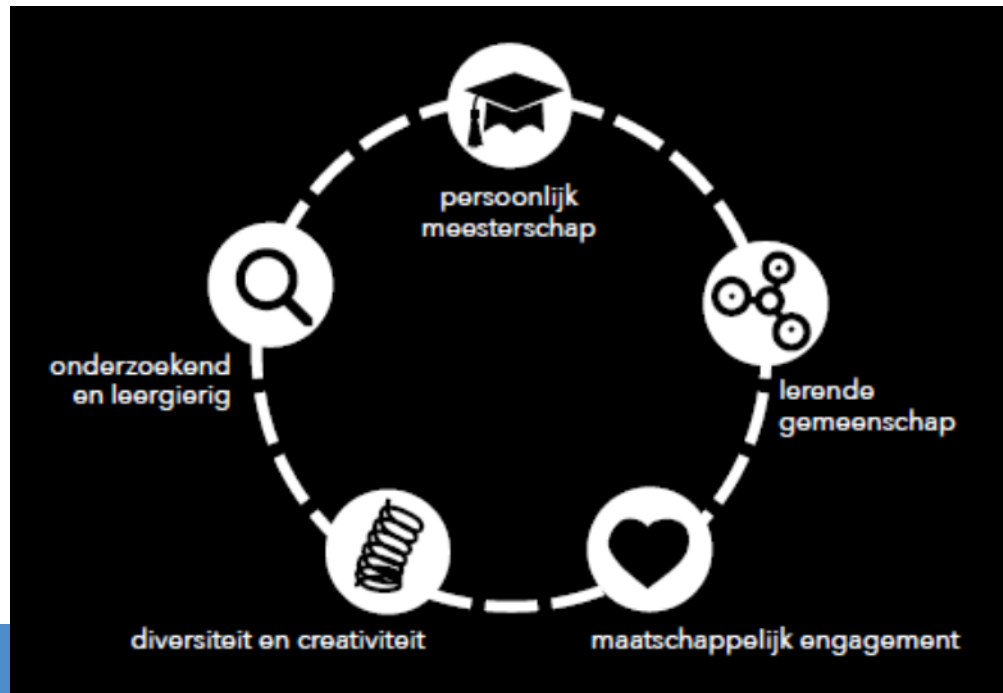 persoonlijk
meesterschap
onderzoekend
en leergierig
lerende
gemeenschap
diversiteit en creativiteit
maatschappelijk engagement